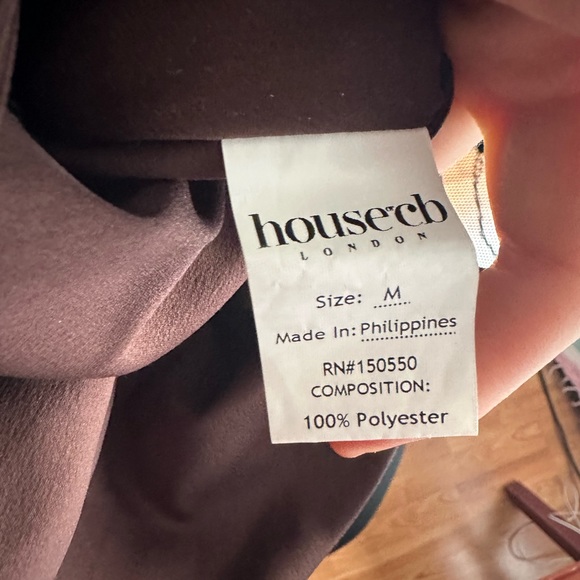 house of cb
LONDON
Size: M
Made In: Philippines
RN#150550
COMPOSITION:
100% Polyester